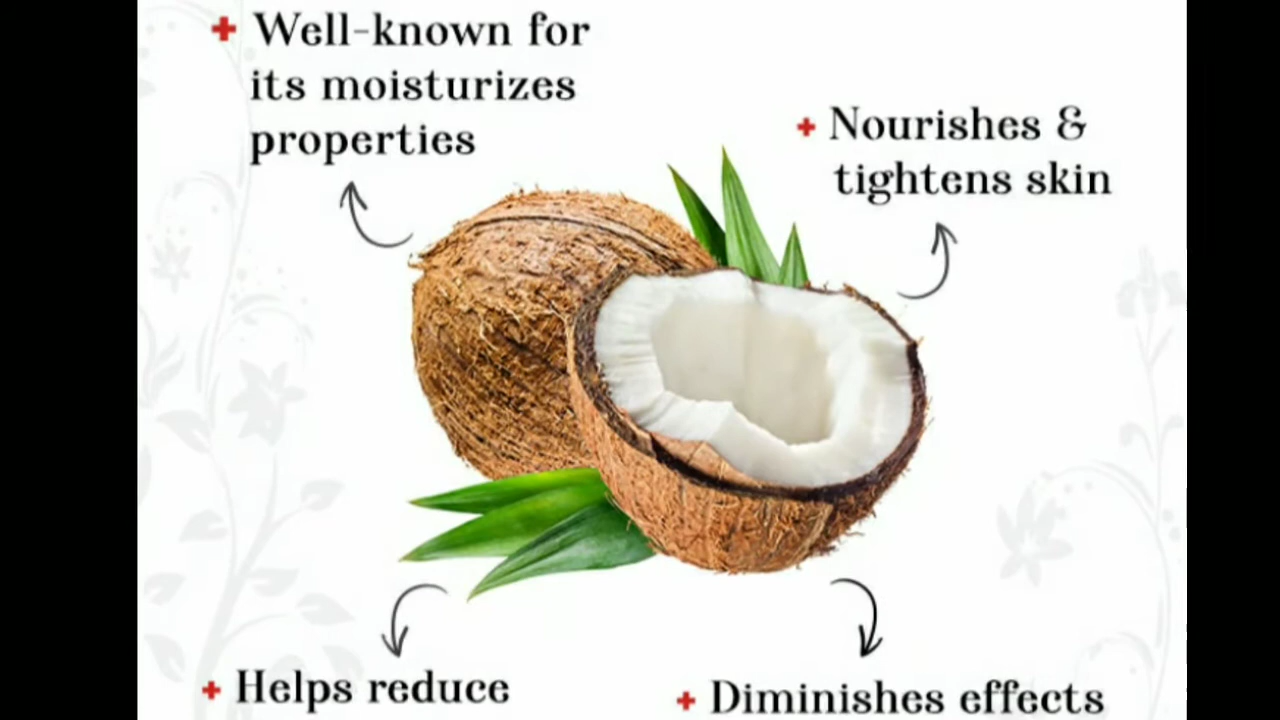 + Well-known for
its moisturizes
properties
+ Nourishes &
tightens skin
+ Helps reduce
+ Diminishes effects